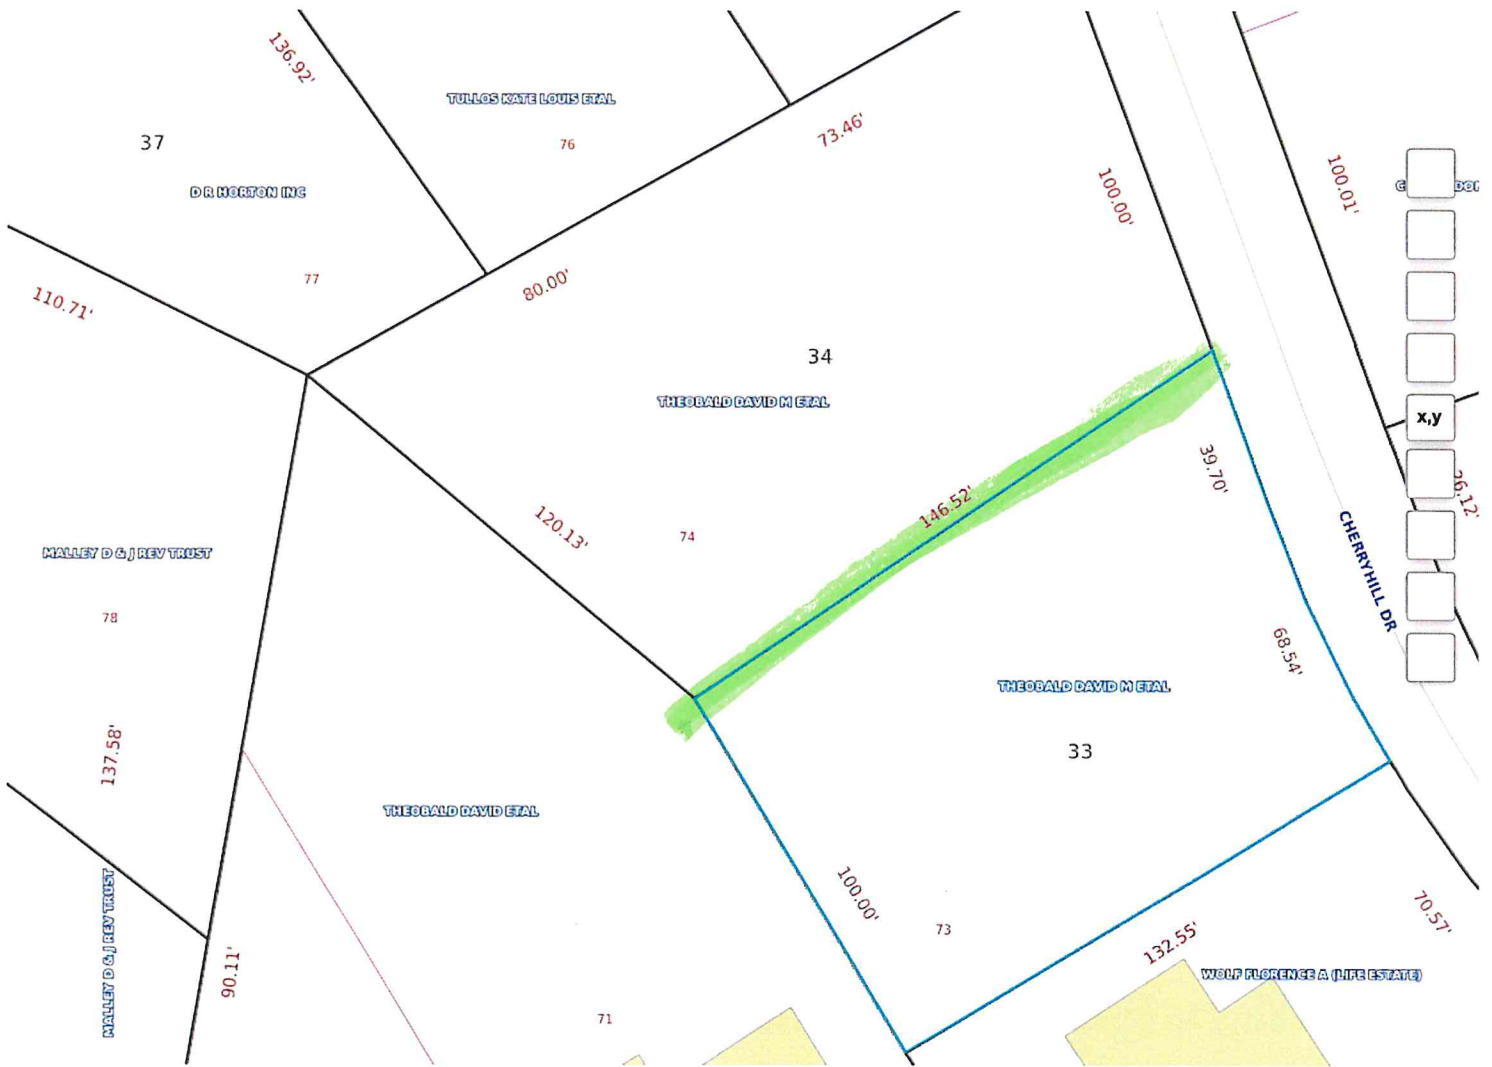 136.92'
TULLOS KATE LOUIS ETAL
76
73.46'
37
D R HORTON INC
100.00'
100.01'
77
80.00'
110.71'
34
THEOBALD DAVID M ETAL
x,y
39.70'
146.52'
120.13'
74
MALLEY D & J REV TRUST
78
CHERRYHILL DR
68.54'
THEOBALD DAVID M ETAL
33
137.58'
THEOBALD DAVID ETAL
100.00'
73
70.57'
132.55'
MALLEY D & J REV TRUST
90.11'
WOLF FLORENCE A (LIFE ESTATE)
71